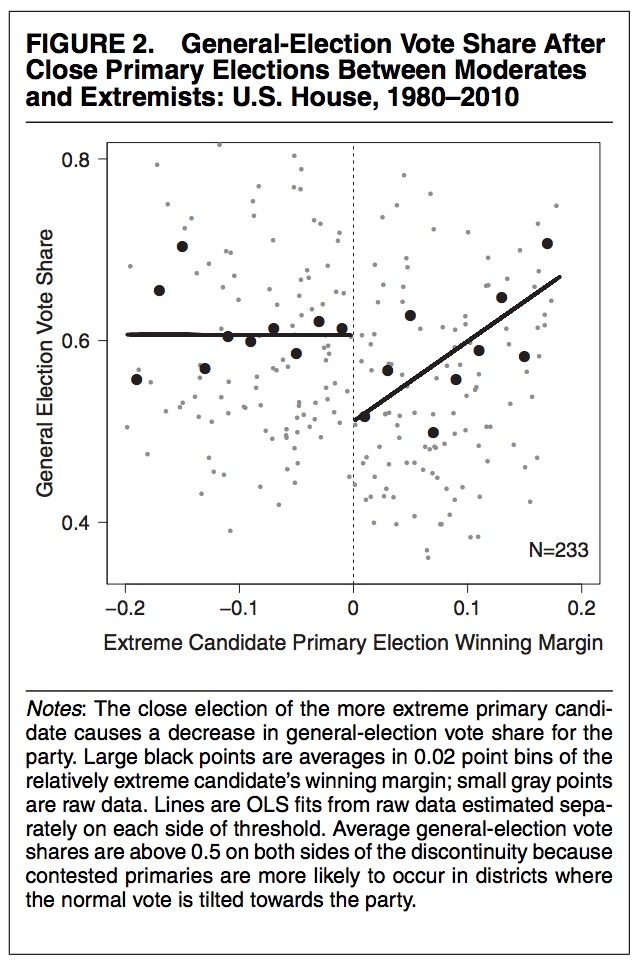 FIGURE 2. General-Election Vote Share After
Close Primary Elections Between Moderates
and Extremists: U.S. House, 1980–2010
General Election Vote Share
0.8
0.6
0.4
N=233
−0.2
−0.1
0
0.1
0.2
Extreme Candidate Primary Election Winning Margin
Notes: The close election of the more extreme primary candi-
date causes a decrease in general-election vote share for the
party. Large black points are averages in 0.02 point bins of the
relatively extreme candidate's winning margin; small gray points
are raw data. Lines are OLS fits from raw data estimated sepa-
rately on each side of threshold. Average general-election vote
shares are above 0.5 on both sides of the discontinuity because
contested primaries are more likely to occur in districts where
the normal vote is tilted towards the party.